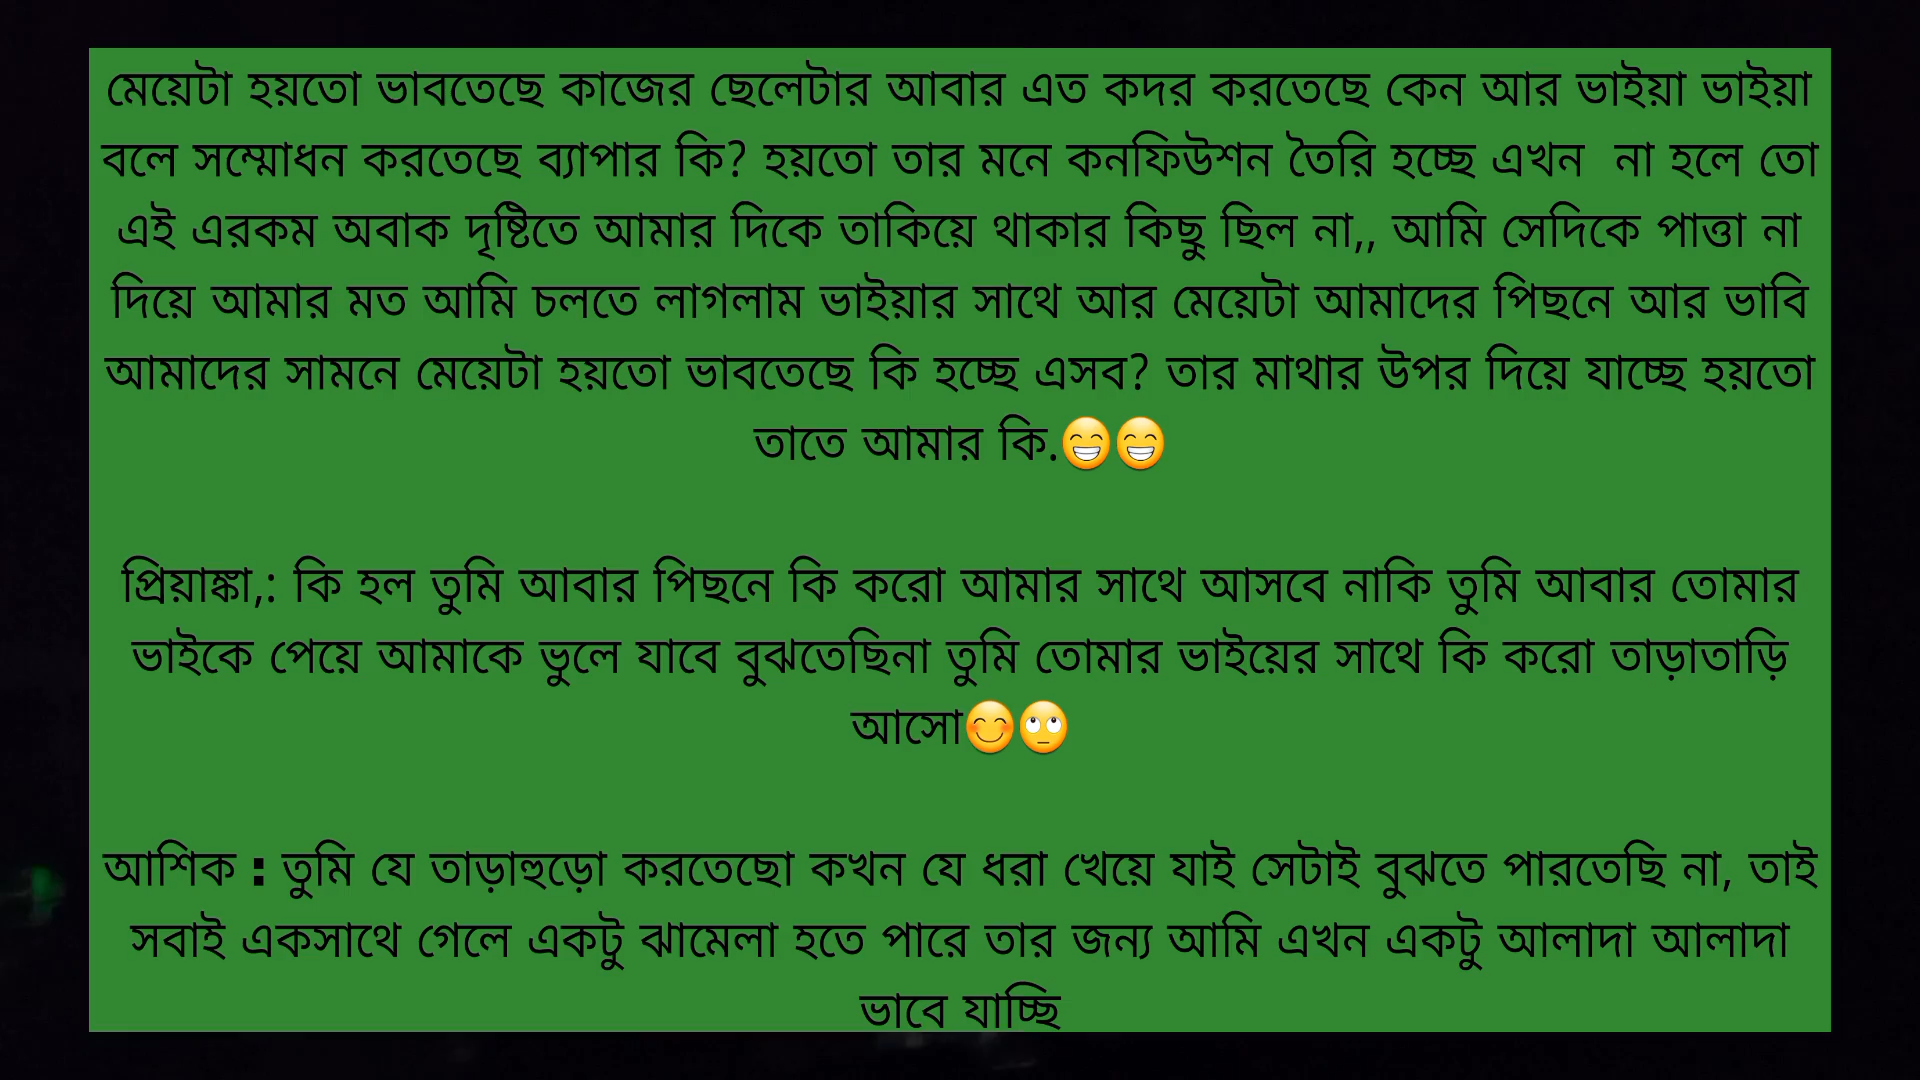 মেয়েটা হয়তো ভাবতেছে কাজের ছেলেটার আবার এত কদর করতেছে কেন আর ভাইয়া ভাইয়া
বলে সম্মোধন করতেছে ব্যাপার কি? হয়তো তার মনে কনফিউশন তৈরি হচ্ছে এখন  না হলে তো
এই এরকম অবাক দৃষ্টিতে আমার দিকে তাকিয়ে থাকার কিছু ছিল না,, আমি সেদিকে পাত্তা না
দিয়ে আমার মত আমি চলতে লাগলাম ভাইয়ার সাথে আর মেয়েটা আমাদের পিছনে আর ভাবি
আমাদের সামনে মেয়েটা হয়তো ভাবতেছে কি হচ্ছে এসব? তার মাথার উপর দিয়ে যাচ্ছে হয়তো
তাতে আমার কি.😁😁
প্রিয়াঙ্কা,: কি হল তুমি আবার পিছনে কি করো আমার সাথে আসবে নাকি তুমি আবার তোমার
ভাইকে পেয়ে আমাকে ভুলে যাবে বুঝতেছিনা তুমি তোমার ভাইয়ের সাথে কি করো তাড়াতাড়ি
আসো😊🙄
আশিক : তুমি যে তাড়াহুড়ো করতেছো কখন যে ধরা খেয়ে যাই সেটাই বুঝতে পারতেছি না, তাই
সবাই একসাথে গেলে একটু ঝামেলা হতে পারে তার জন্য আমি এখন একটু আলাদা আলাদা
ভাবে যাচ্ছি